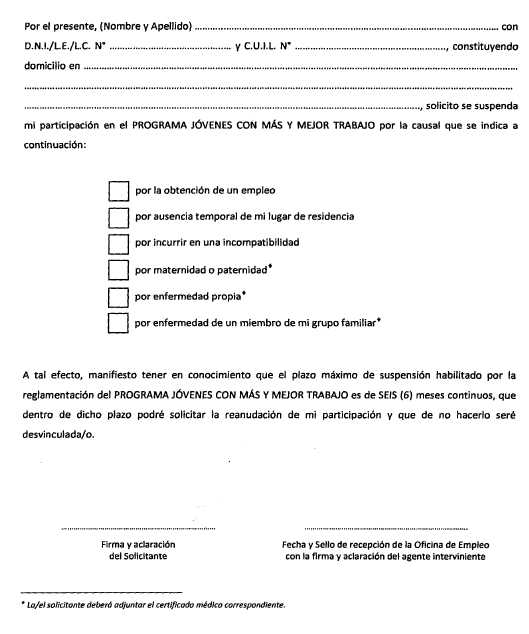 Por el presente, (Nombre y Apellido) ........................................ con
D.N.I./L.E./L.C. N° ........................................ y C.U.I.L. N° ........................................, constituyendo
domicilio en ........................................
........................................
........................................, solicito se suspenda
mi participación en el PROGRAMA JÓVENES CON MÁS Y MEJOR TRABAJO por la causal que se indica a
continuación:
por la obtención de un empleo
por ausencia temporal de mi lugar de residencia
por incurrir en una incompatibilidad
por maternidad o paternidad*
por enfermedad propia*
por enfermedad de un miembro de mi grupo familiar*
A tal efecto, manifiesto tener en conocimiento que el plazo máximo de suspensión habilitado por la
reglamentación del PROGRAMA JÓVENES CON MÁS Y MEJOR TRABAJO es de SEIS (6) meses continuos, que
dentro de dicho plazo podré solicitar la reanudación de mi participación y que de no hacerlo seré
desvinculada/o.
Firma y aclaración
del Solicitante
Fecha y Sello de recepción de la Oficina de Empleo
con la firma y aclaración del agente interviniente
* La/el solicitante deberá adjuntar el certificado médico correspondiente.